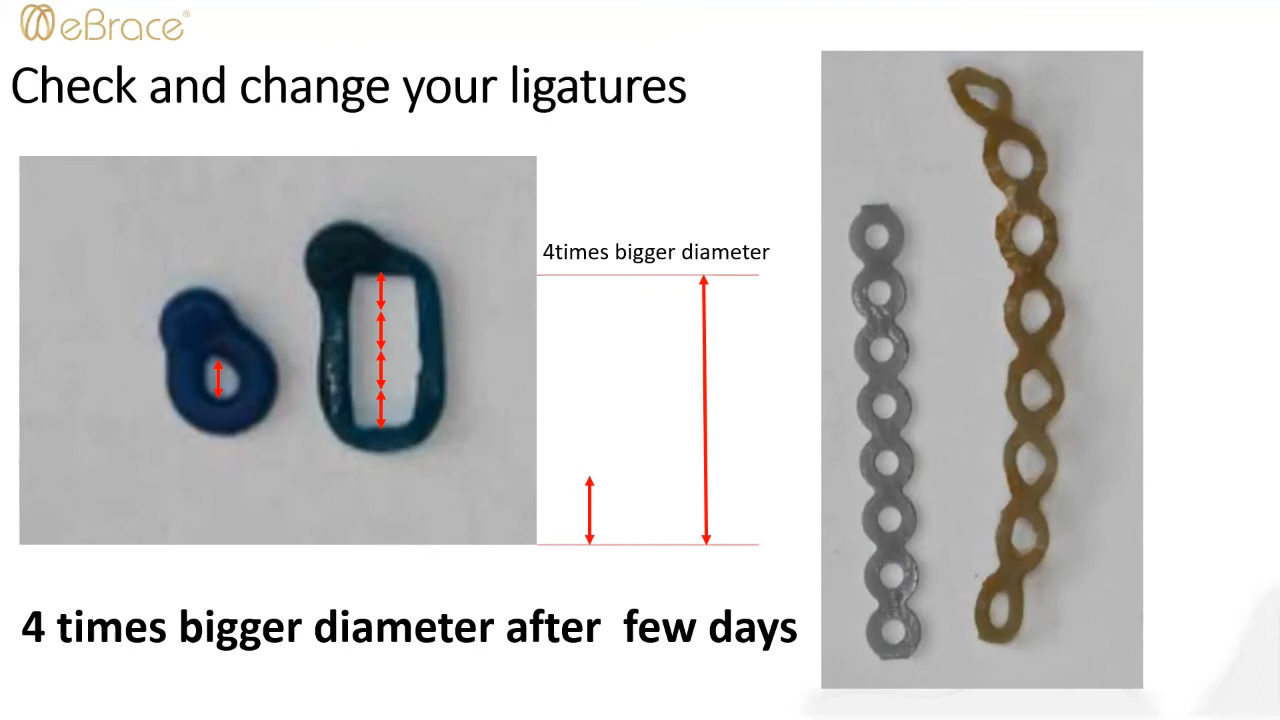 eBrace®
Check and change your ligatures
4times bigger diameter
4 times bigger diameter after  few days